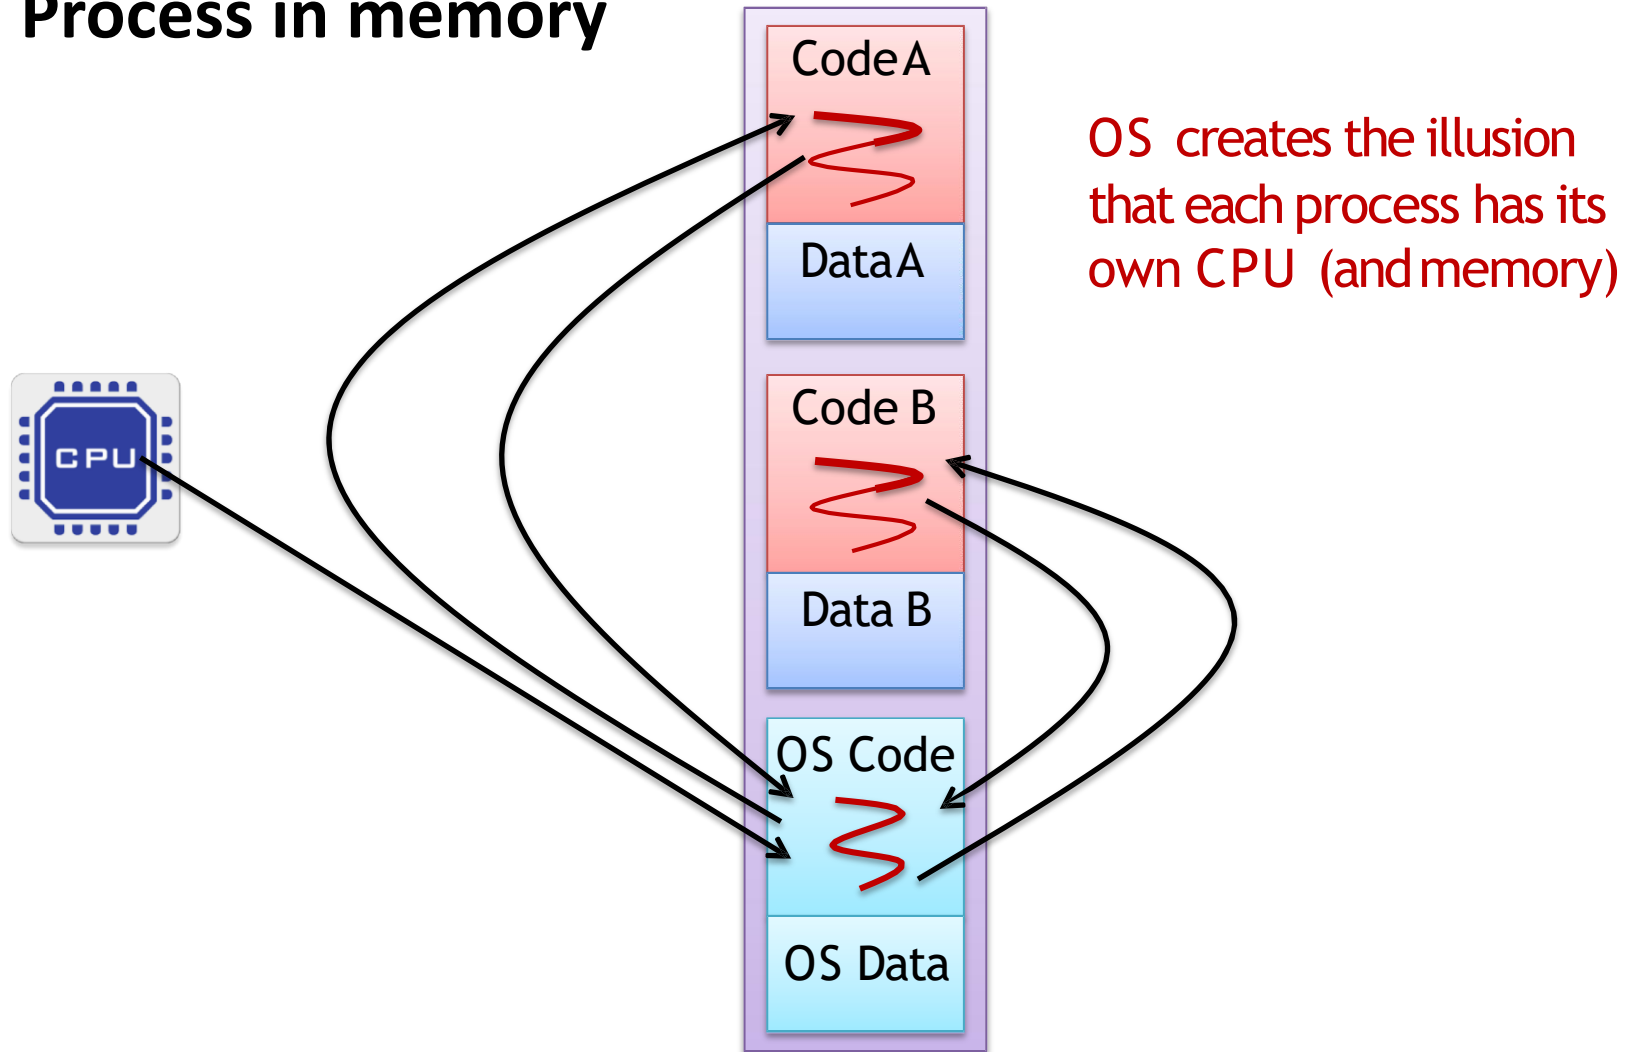 Process in memory
Code A
OS creates the illusion
that each process has its
own CPU (and memory)
Data A
Code B
CPU
Data B
OS Code
OS Data